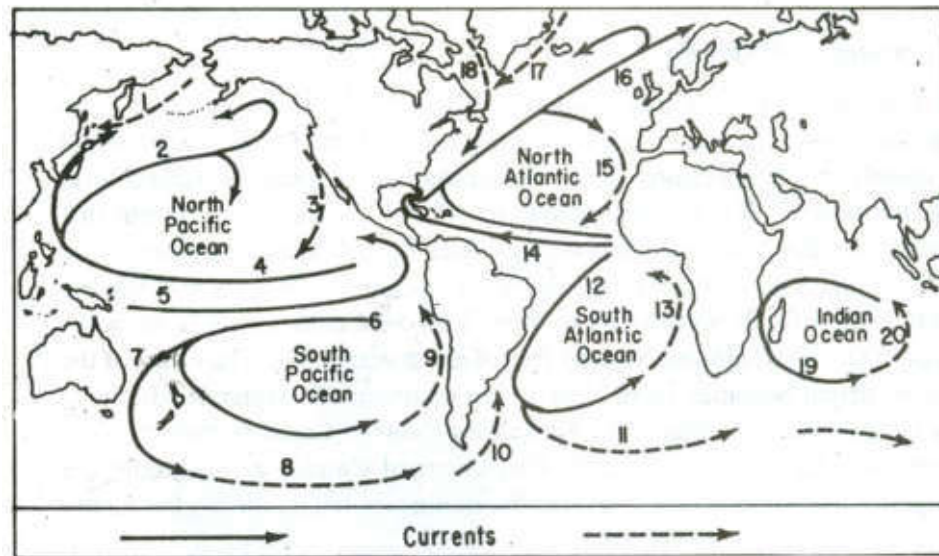 18
17
16
1
2
North
Atlantic
Ocean
15
3
North
Pacific
Ocean
4
14
5
12
13
6
South
Atlantic
Ocean
Indian
Ocean
20
7
South
Pacific
Ocean
9
19
11
8
10
Currents